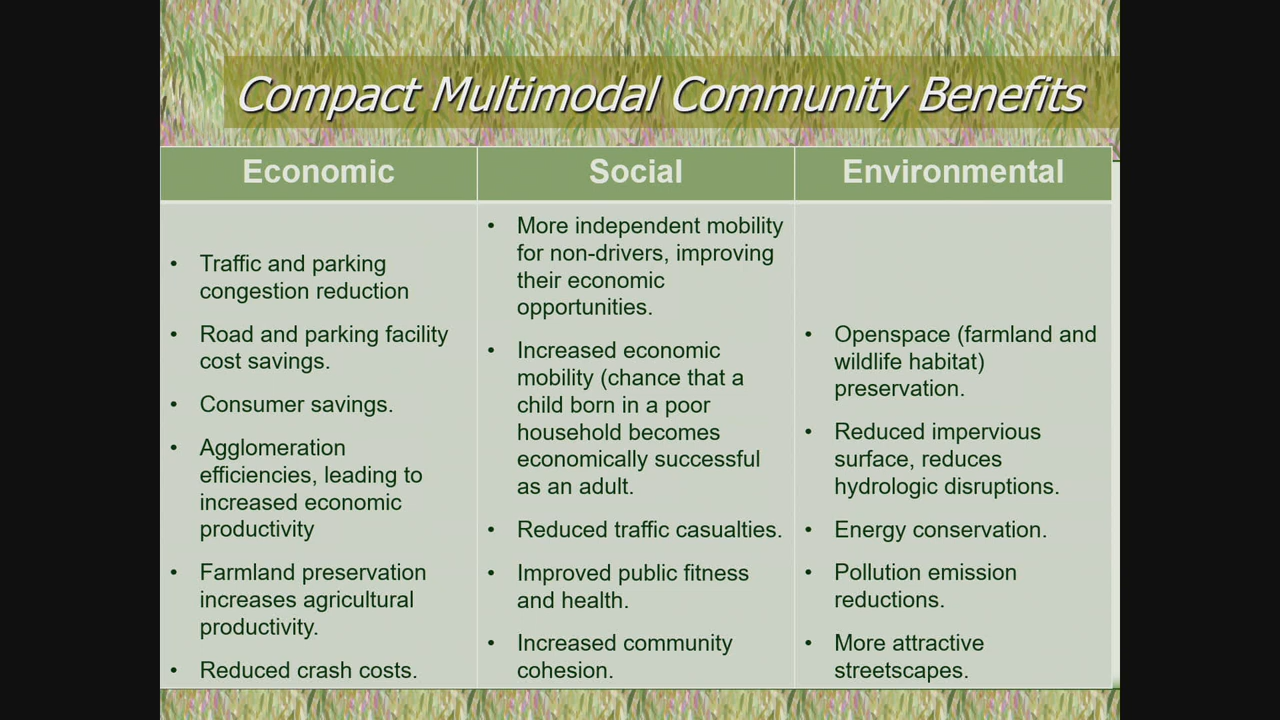 Compact Multimodal Community Benefits
Economic
Social
Environmental
• Traffic and parking
congestion reduction
• Road and parking facility
cost savings.
• Consumer savings.
• Agglomeration
efficiencies, leading to
increased economic
productivity
• Farmland preservation
increases agricultural
productivity.
• Reduced crash costs.
• More independent mobility
for non-drivers, improving
their economic
opportunities.
• Increased economic
mobility (chance that a
child born in a poor
household becomes
economically successful
as an adult.
• Reduced traffic casualties.
• Improved public fitness
and health.
• Increased community
cohesion.
• Openspace (farmland and
wildlife habitat)
preservation.
• Reduced impervious
surface, reduces
hydrologic disruptions.
• Energy conservation.
• Pollution emission
reductions.
• More attractive
streetscapes.